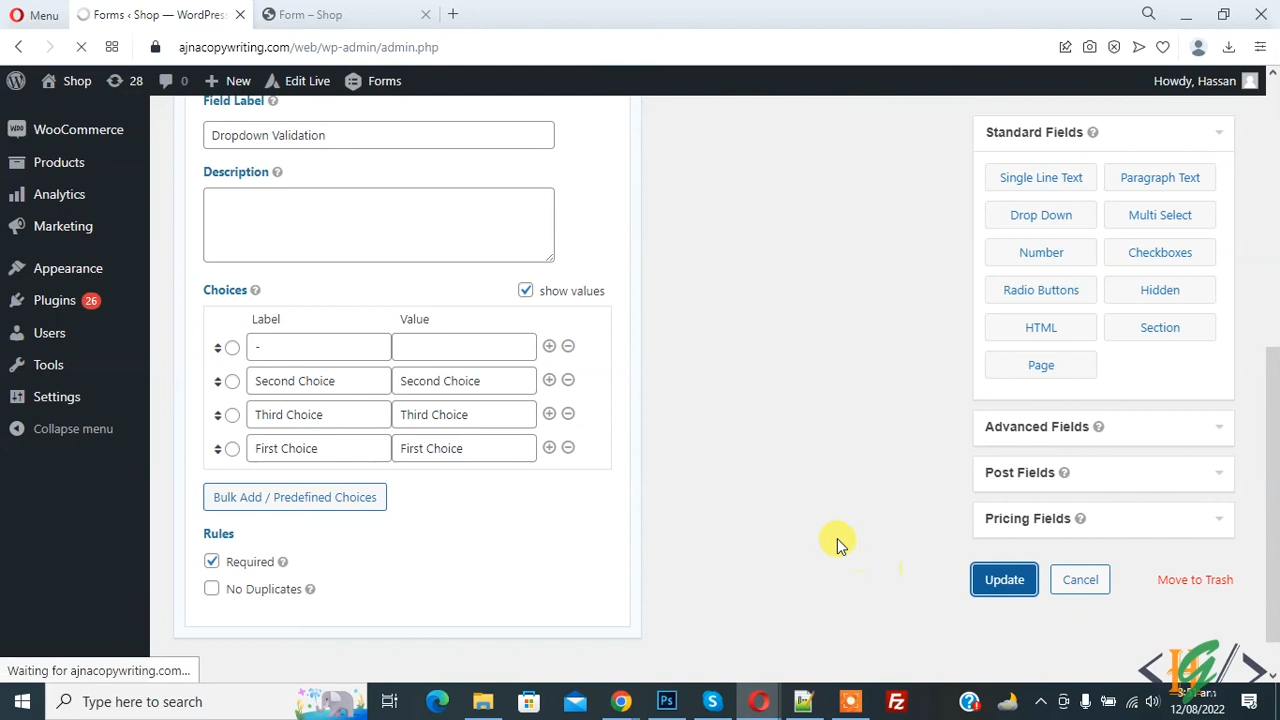 Menu
Forms ‹ Shop — WordPress
Form – Shop
ajnacopywriting.com/web/wp-admin/admin.php
Shop
28
0
New
Edit Live
Forms
Howdy, Hassan
WooCommerce
Products
Analytics
Marketing
Appearance
Plugins 26
Users
Tools
Settings
Collapse menu
Field Label
Dropdown Validation
Description
Choices
show values
Label
Value
-
Second Choice
Second Choice
Third Choice
Third Choice
First Choice
First Choice
Bulk Add / Predefined Choices
Rules
Required
No Duplicates
Standard Fields
Single Line Text
Paragraph Text
Drop Down
Multi Select
Number
Checkboxes
Radio Buttons
Hidden
HTML
Section
Page
Advanced Fields
Post Fields
Pricing Fields
Update
Cancel
Move to Trash
Waiting for ajnacopywriting.com...
Type here to search
12/08/2022